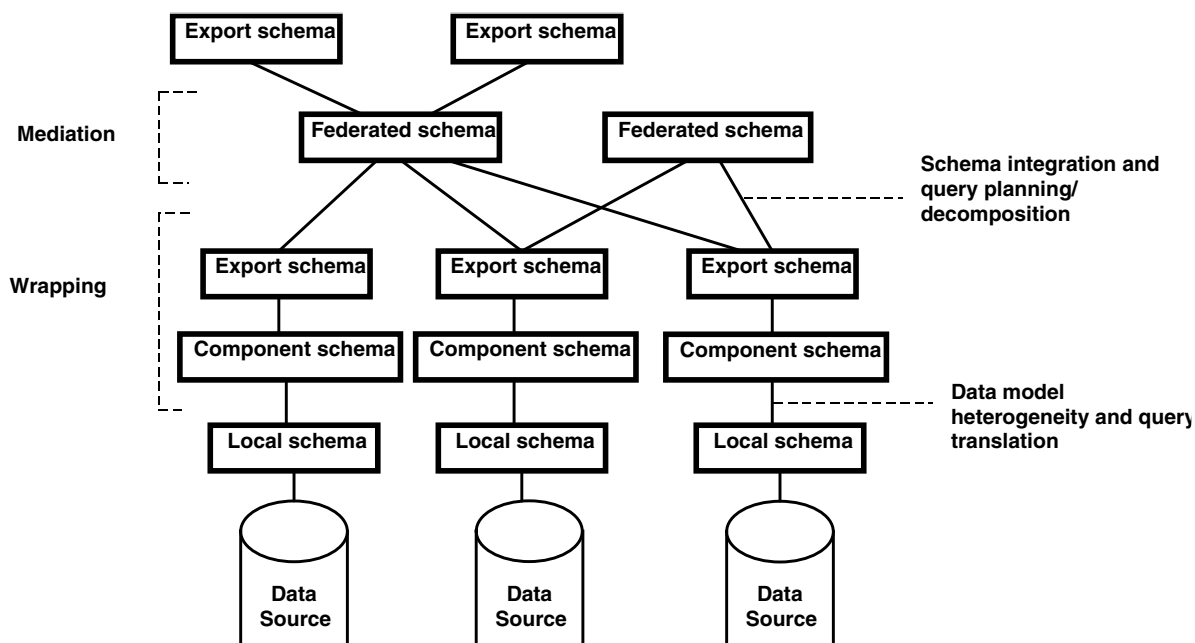 Export schema
Export schema
Mediation
Federated schema
Federated schema
Schema integration and
query planning/
decomposition
Wrapping
Export schema
Export schema
Export schema
Component schema
Component schema
Component schema
Data model
heterogeneity and query
translation
Local schema
Local schema
Local schema
Data
Source
Data
Source
Data
Source